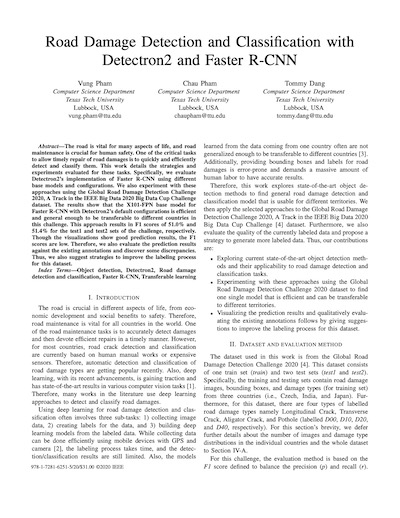 Road Damage Detection and Classification with
Detectron2 and Faster R-CNN
Vung Pham
Computer Science Department
Texas Tech University
Lubbock, USA
vung.pham@ttu.edu
Chau Pham
Computer Science Department
Texas Tech University
Lubbock, USA
chaupham@ttu.edu
Tommy Dang
Computer Science Department
Texas Tech University
Lubbock, USA
tommy.dang@ttu.edu
Abstract—The road is vital for many aspects of life, and road
maintenance is crucial for human safety. One of the critical tasks
to allow timely repair of road damages is to quickly and efficiently
detect and classify them. This work details the strategies and
experiments evaluated for these tasks. Specifically, we evaluate
Detectron2's implementation of Faster R-CNN using different
base models and configurations. We also experiment with these
approaches using the Global Road Damage Detection Challenge
2020, A Track in the IEEE Big Data 2020 Big Data Cup Challenge
dataset. The results show that the X101-FPN base model for
Faster R-CNN with Detectron2's default configurations is efficient
and general enough to be transferable to different countries in
this challenge. This approach results in F1 scores of 51.0% and
51.4% for the test1 and test2 sets of the challenge, respectively.
Though the visualizations show good prediction results, the F1
scores are low. Therefore, we also evaluate the prediction results
against the existing annotations and discover some discrepancies.
Thus, we also suggest strategies to improve the labeling process
for this dataset.
Index Terms—Object detection, Detectron2, Road damage
detection and classification, Faster R-CNN, Transferable learning
I. Introduction
The road is crucial in different aspects of life, from eco-
nomic development and social benefits to safety. Therefore,
road maintenance is vital for all countries in the world. One
of the road maintenance tasks is to accurately detect damages
and then devote efficient repairs in a timely manner. However,
for most countries, road crack detection and classification
are currently based on human manual works or expensive
sensors. Therefore, automatic detection and classification of
road damage types are getting popular recently. Also, deep
learning, with its recent advancements, is gaining traction and
has state-of-the-art results in various computer vision tasks [1].
Therefore, many works in the literature use deep learning
approaches to detect and classify road damages.
Using deep learning for road damage detection and clas-
sification often involves three sub-tasks: 1) collecting image
data, 2) creating labels for the data, and 3) building deep
learning models from the labeled data. While collecting data
can be done efficiently using mobile devices with GPS and
camera [2], the labeling process takes time, and the detec-
tion/classification results are still limited. Also, the models
learned from the data coming from one country often are not
generalized enough to be transferable to different countries [3].
Additionally, providing bounding boxes and labels for road
damages is error-prone and demands a massive amount of
human labor to have accurate results.
Therefore, this work explores state-of-the-art object de-
tection methods to find general road damage detection and
classification model that is usable for different territories. We
then apply the selected approaches to the Global Road Damage
Detection Challenge 2020, A Track in the IEEE Big Data 2020
Big Data Cup Challenge [4] dataset. Furthermore, we also
evaluate the quality of the currently labeled data and propose a
strategy to generate more labeled data. Thus, our contributions
are:
• Exploring current state-of-the-art object detection meth-
ods and their applicability to road damage detection and
classification tasks.
• Experimenting with these approaches using the Global
Road Damage Detection Challenge 2020 dataset to find
one single model that is efficient and can be transferable
to different territories.
• Visualizing the prediction results and qualitatively evalu-
ating the existing annotations follows by giving sugges-
tions to improve the labeling process for this dataset.
II. Dataset and evaluation method
The dataset used in this work is from the Global Road
Damage Detection Challenge 2020 [4]. This dataset consists
of one train set (train) and two test sets (test1 and test2).
Specifically, the training and testing sets contain road damage
images, bounding boxes, and damage types (for training set)
from three countries (i.e., Czech, India, and Japan). Fur-
thermore, for this dataset, there are four types of labelled
road damage types namely Longitudinal Crack, Transverse
Crack, Aligator Crack, and Pothole (labelled D00, D10, D20,
and D40, respectively). For this section's brevity, we defer
further details about the number of images and damage type
distributions in the individual countries and the whole dataset
to Section IV-A.
For this challenge, the evaluation method is based on the
F1 score defined to balance the precision (p) and recall (r).
978-1-7281-6251-5/20/$31.00 ©2020 IEEE